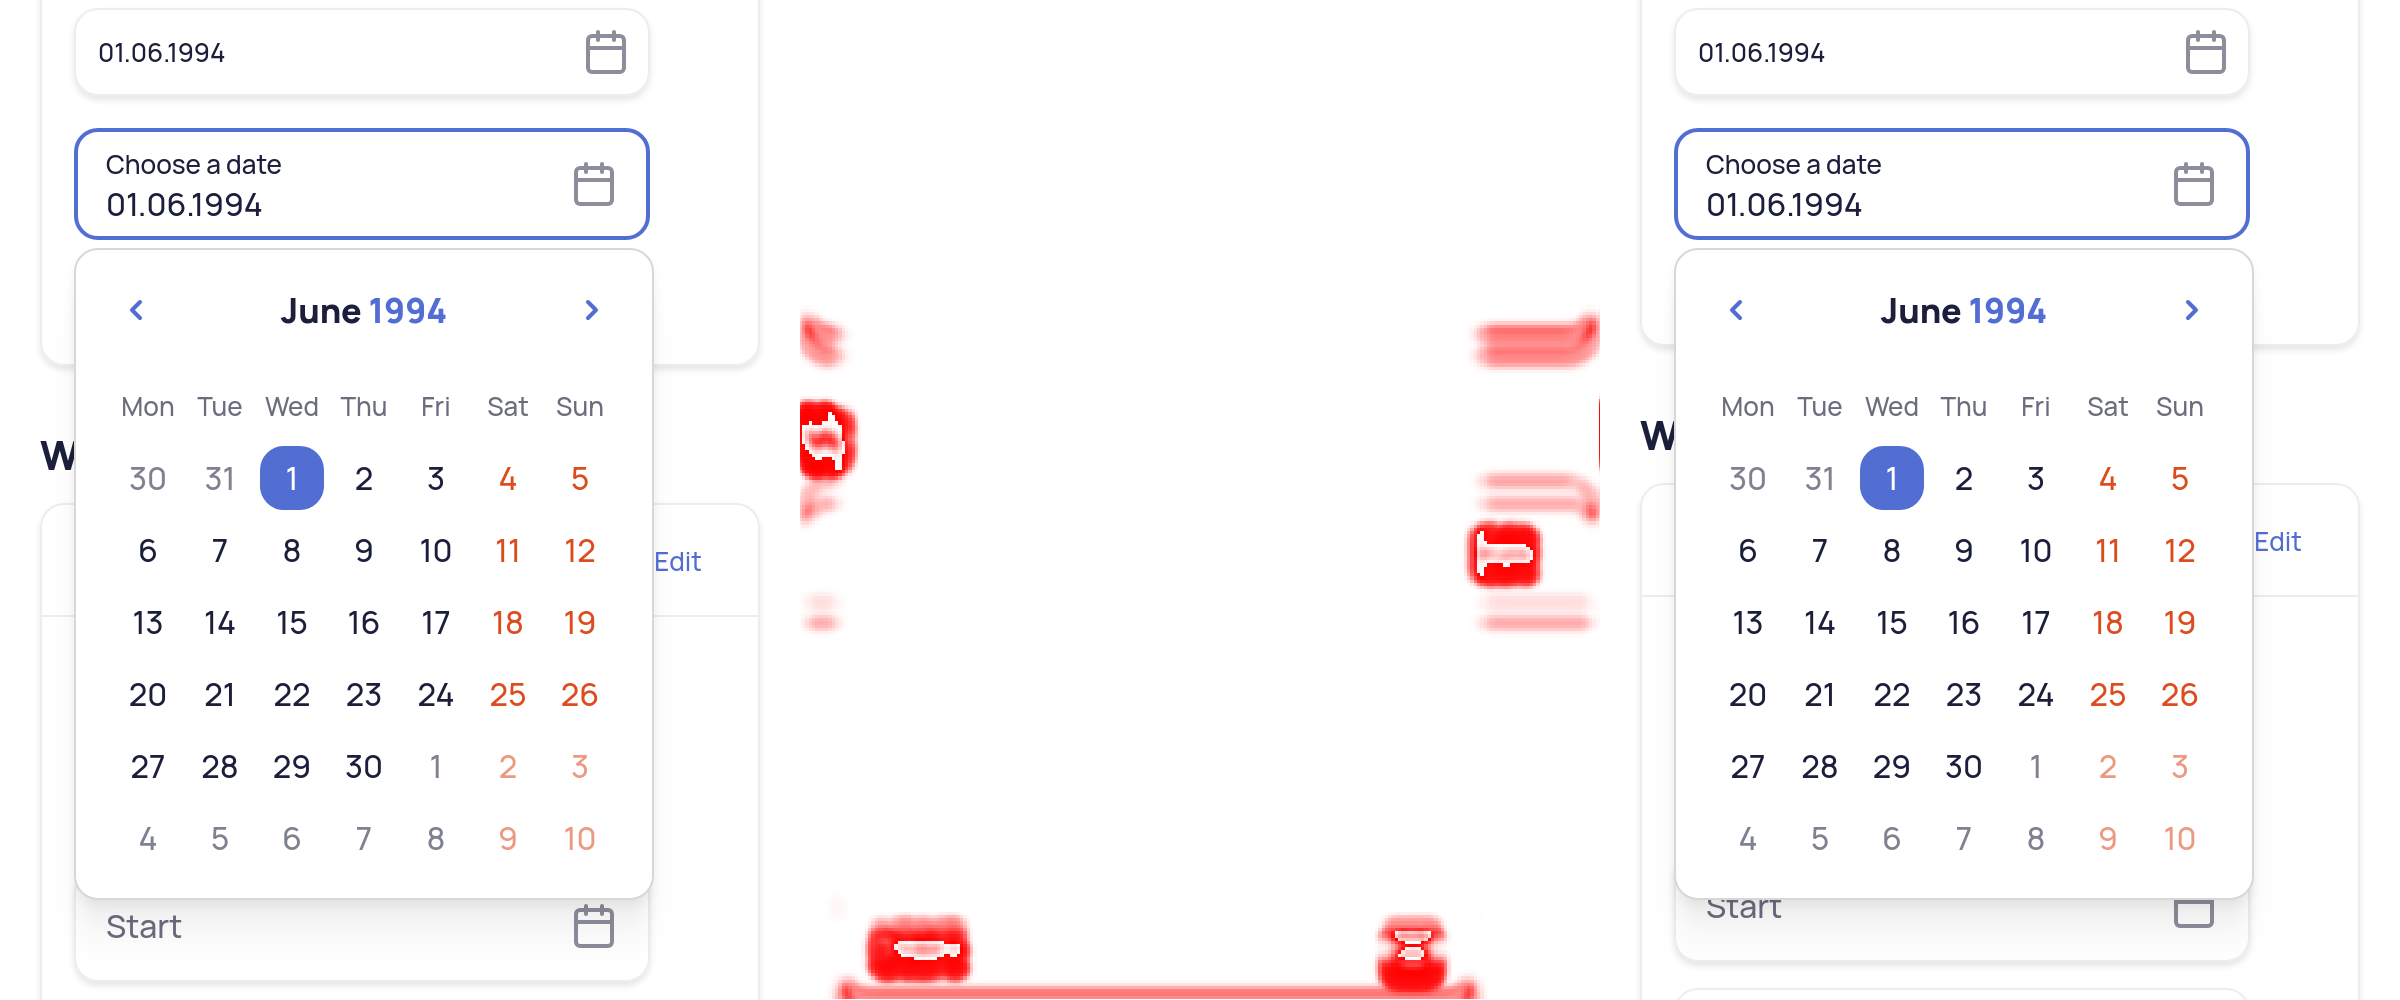 01.06.1994
Choose a date
01.06.1994
June 1994
Mon Tue Wed Thu Fri Sat Sun
30 31 1 2 3 4 5
6 7 8 9 10 11 12
13 14 15 16 17 18 19
20 21 22 23 24 25 26
27 28 29 30 1 2 3
4 5 6 7 8 9 10
W
Edit
Start
01.06.1994
Choose a date
01.06.1994
June 1994
Mon Tue Wed Thu Fri Sat Sun
30 31 1 2 3 4 5
6 7 8 9 10 11 12
13 14 15 16 17 18 19
20 21 22 23 24 25 26
27 28 29 30 1 2 3
4 5 6 7 8 9 10
W
Edit
Start